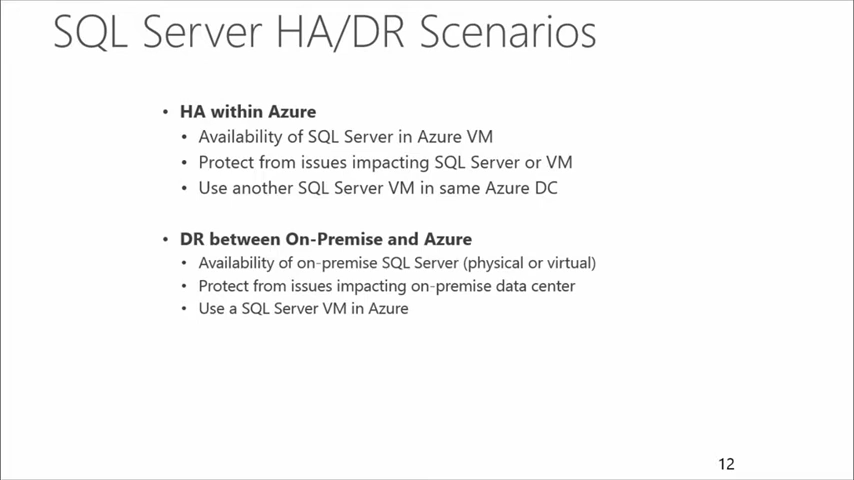 SQL Server HA/DR Scenarios
• HA within Azure
• Availability of SQL Server in Azure VM
• Protect from issues impacting SQL Server or VM
• Use another SQL Server VM in same Azure DC
• DR between On-Premise and Azure
• Availability of on-premise SQL Server (physical or virtual)
• Protect from issues impacting on-premise data center
• Use a SQL Server VM in Azure
12